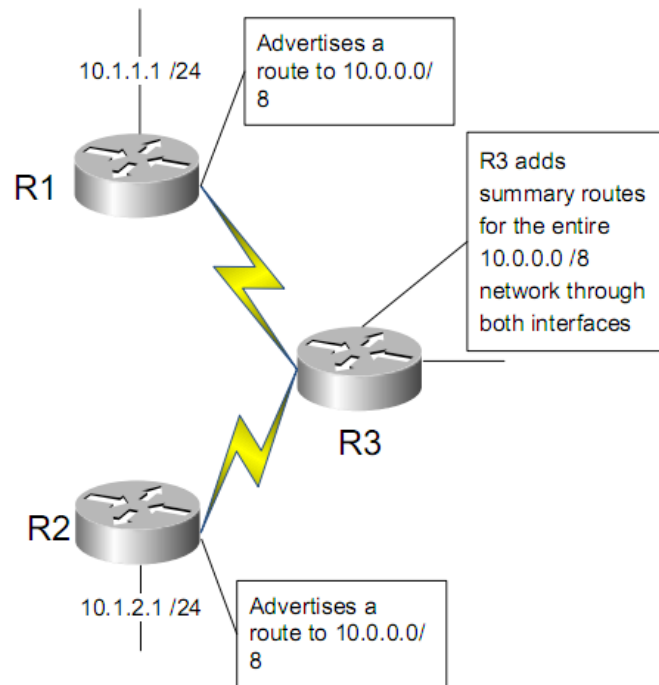 Advertises a
route to 10.0.0.0/
8
10.1.1.1 /24
R1
R3 adds
summary routes
for the entire
10.0.0.0 /8
network through
both interfaces
R3
R2
10.1.2.1 /24
Advertises a
route to 10.0.0.0/
8